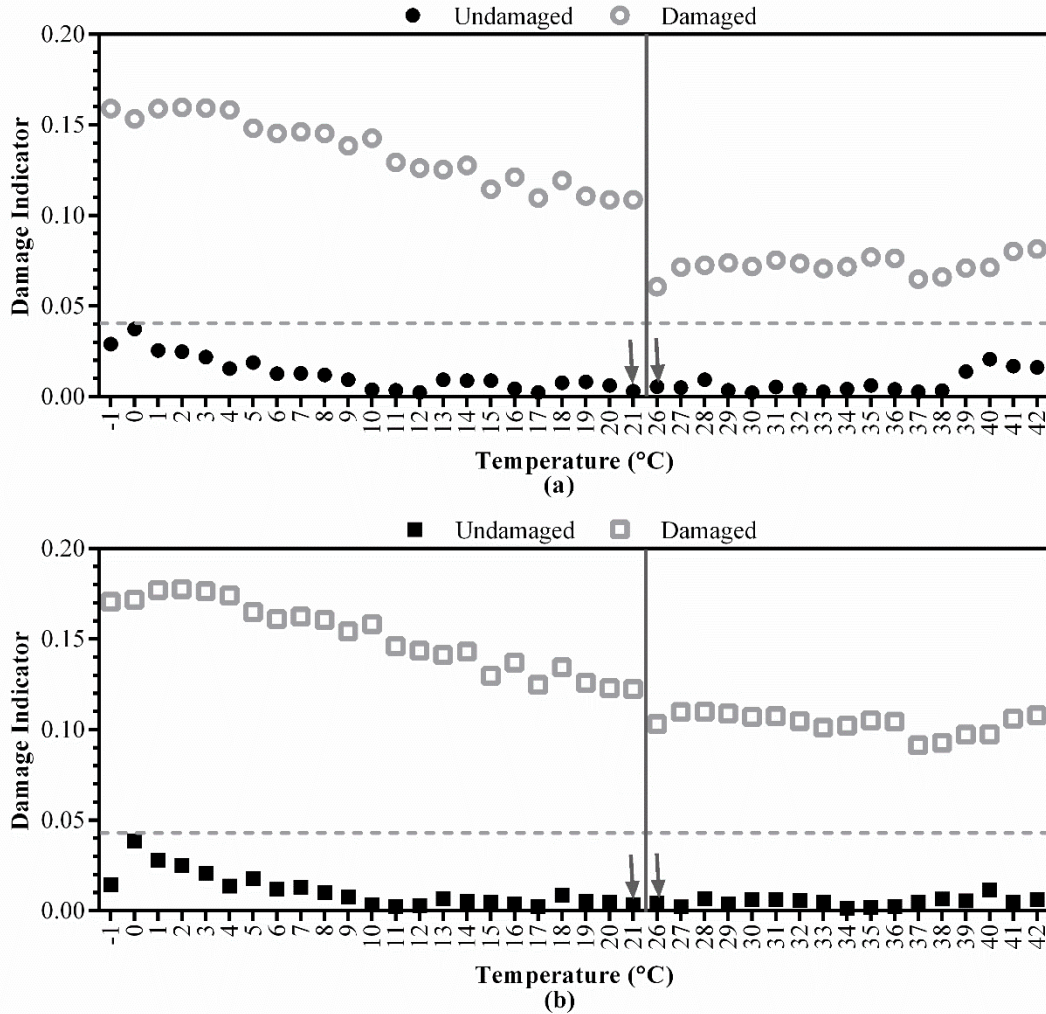 Undamaged Damaged
0.20
0.15
0.10
0.05
0.00
Damage Indicator
-1 0 1 2 3 4 5 6 7 8 9 10 11 12 13 14 15 16 17 18 19 20 21 26 27 28 29 30 31 32 33 34 35 36 37 38 39 40 41 42
Temperature (°C)
(a)
Undamaged Damaged
0.20
0.15
0.10
0.05
0.00
Damage Indicator
-1 0 1 2 3 4 5 6 7 8 9 10 11 12 13 14 15 16 17 18 19 20 21 26 27 28 29 30 31 32 33 34 35 36 37 38 39 40 41 42
Temperature (°C)
(b)